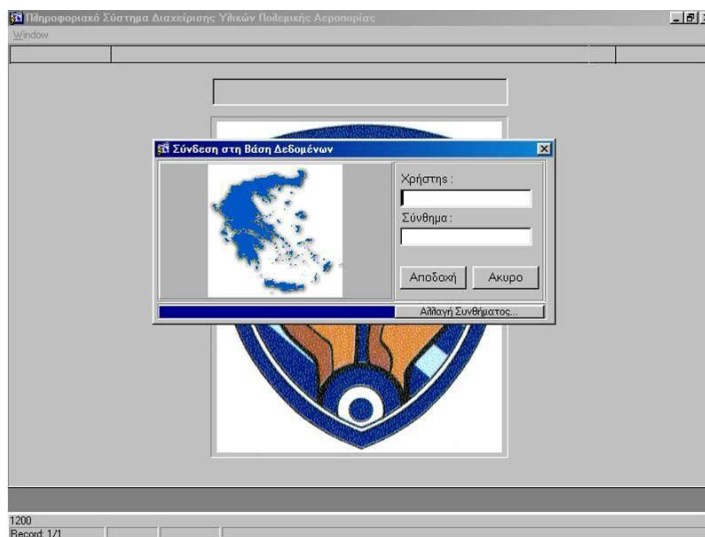 Πληροφοριακό Σύστημα Διαχείρισης Υλικών Πολεμικής Αεροπορίας
Window
Σύνδεση στη Βάση Δεδομένων
Χρήστης :
Σύνθημα :
Αποδοχή Ακυρο
Αλλαγή Συνθήματος...
1200
Record: 1/1